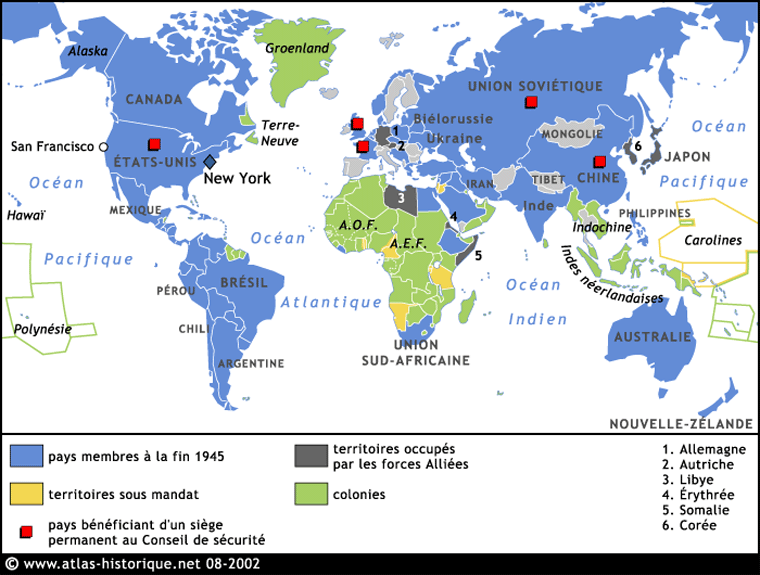 Alaska
Groenland
CANADA
UNION SOVIÉTIQUE
Terre-
Neuve
Biélorussie
Ukraine
1
2
MONGOLIE
6
Océan
San Francisco
ÉTATS-UNIS
New York
JAPON
Océan
IRAN
TIBET
CHINE
Pacifique
Hawaï
MEXIQUE
3
4
Inde
PHILIPPINES
A.O.F.
Indochine
Océan
A.E.F.
5
Carolines
Pacifique
BRÉSIL
Indes néerlandaises
PÉROU
Atlantique
Océan
Indien
Polynésie
CHILI
UNION
SUD-AFRICAINE
AUSTRALIE
ARGENTINE
NOUVELLE-ZÉLANDE
pays membres à la fin 1945
territoires occupés
par les forces Alliées
territoires sous mandat
colonies
pays bénéficiant d'un siège
permanent au Conseil de sécurité
1. Allemagne
2. Autriche
3. Libye
4. Érythrée
5. Somalie
6. Corée
© www.atlas-historique.net 08-2002